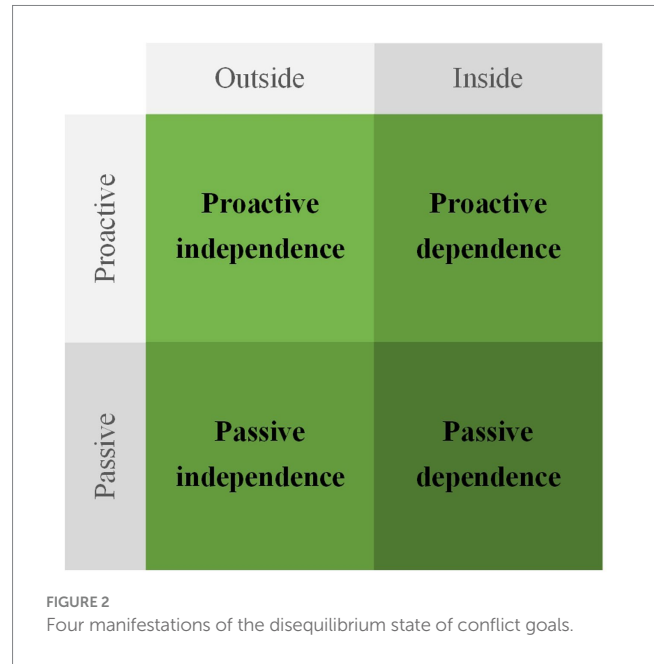 Outside
Inside
Proactive
Proactive
independence
Proactive
dependence
Passive
Passive
independence
Passive
dependence
FIGURE 2
Four manifestations of the disequilibrium state of conflict goals.